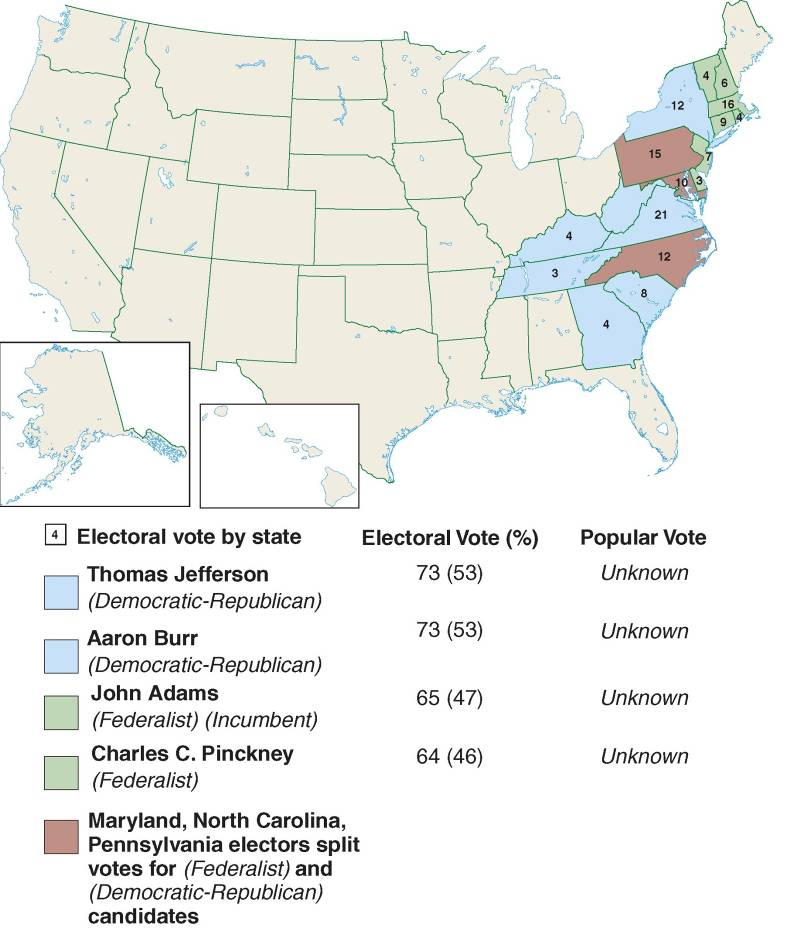 4
6
12
16
9
4
15
7
10
3
21
4
12
3
8
4
4 Electoral vote by state Electoral Vote (%) Popular Vote
Thomas Jefferson 73 (53) Unknown
(Democratic-Republican)
Aaron Burr 73 (53) Unknown
(Democratic-Republican)
John Adams 65 (47) Unknown
(Federalist) (Incumbent)
Charles C. Pinckney 64 (46) Unknown
(Federalist)
Maryland, North Carolina,
Pennsylvania electors split
votes for (Federalist) and
(Democratic-Republican)
candidates